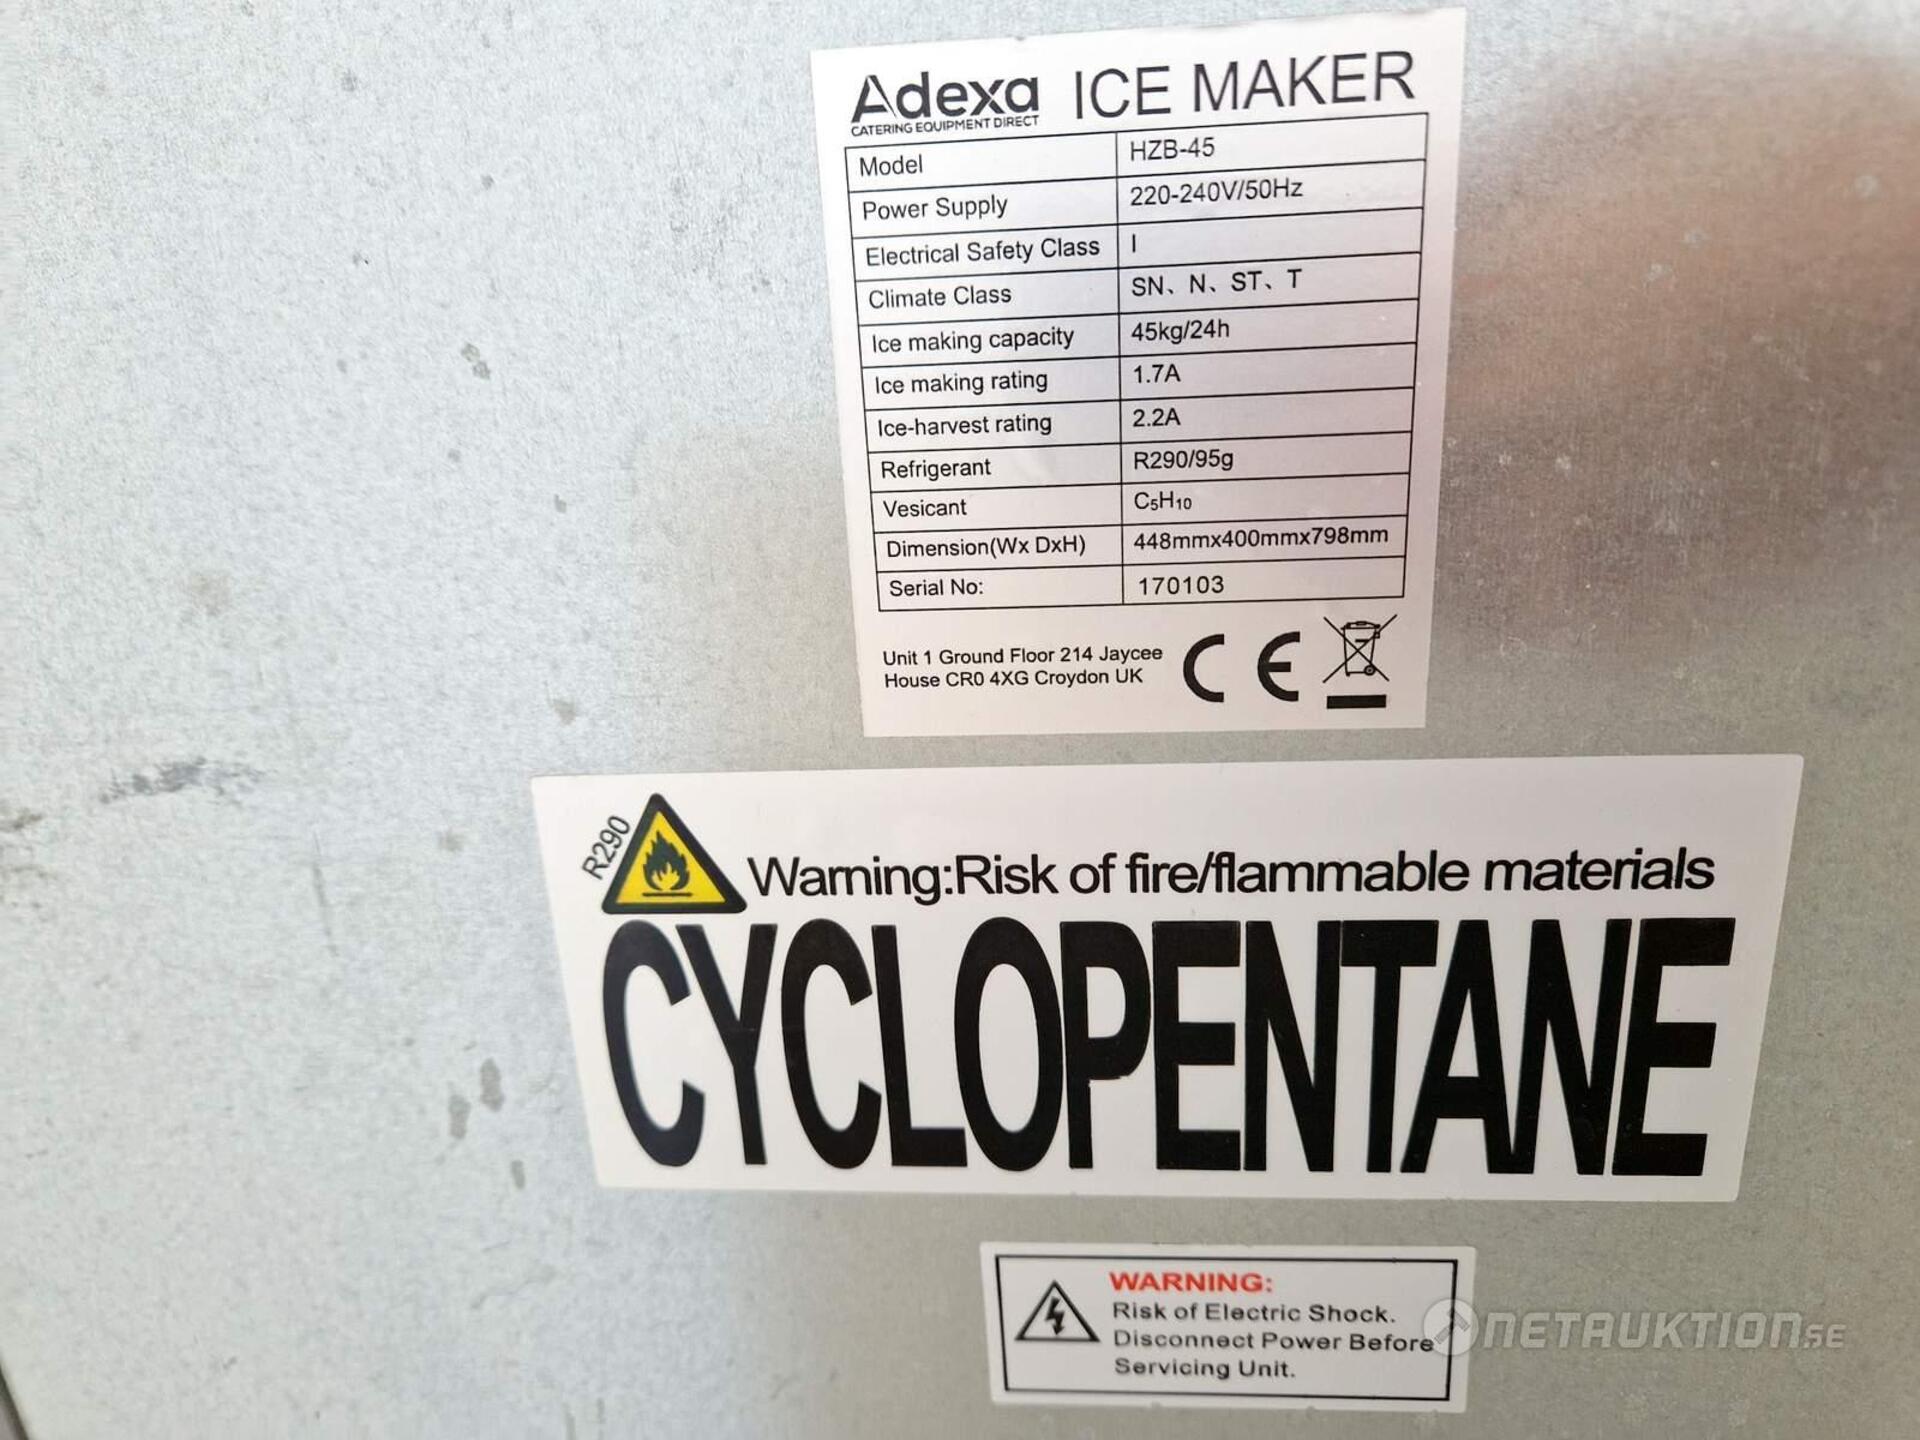 Adexa ICE MAKER
CATERING EQUIPMENT DIRECT
Model HZB-45
Power Supply 220-240V/50Hz
Electrical Safety Class I
Climate Class SN、N、ST、T
Ice making capacity 45kg/24h
Ice making rating 1.7A
Ice-harvest rating 2.2A
Refrigerant R290/95g
Vesicant C₅H₁₀
Dimension(Wx DxH) 448mmx400mmx798mm
Serial No: 170103
Unit 1 Ground Floor 214 Jaycee
House CR0 4XG Croydon UK
CE
R290
Warning:Risk of fire/flammable materials
CYCLOPENTANE
WARNING:
Risk of Electric Shock.
Disconnect Power Before
Servicing Unit.
NETAUKTION.SE